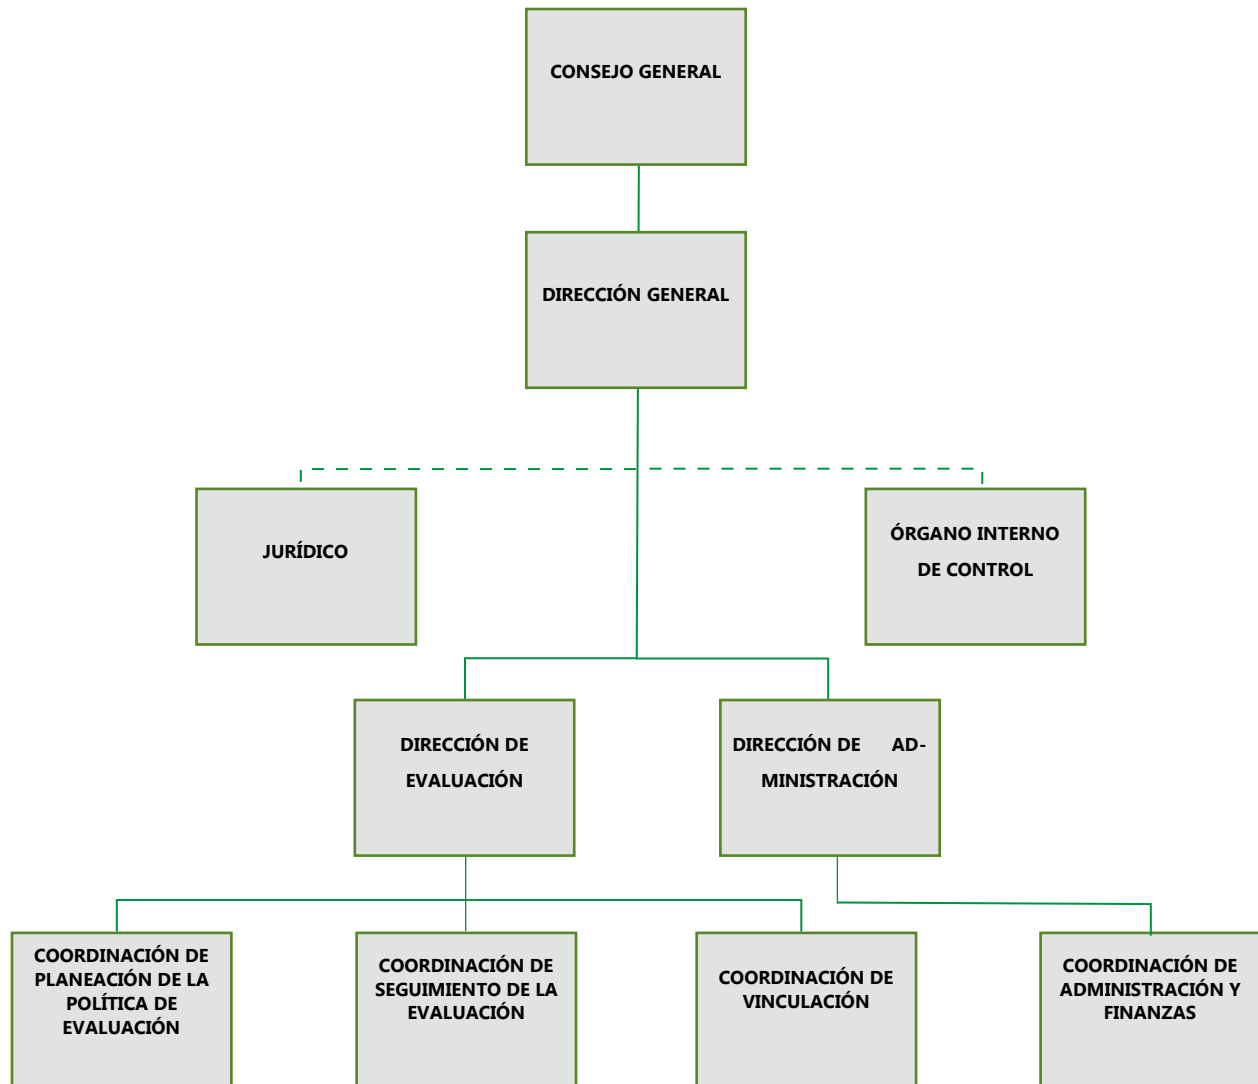 CONSEJO GENERAL
DIRECCIÓN GENERAL
JURÍDICO
ÓRGANO INTERNO
DE CONTROL
DIRECCIÓN DE
EVALUACIÓN
DIRECCIÓN DE AD-
MINISTRACIÓN
COORDINACIÓN DE
PLANEACIÓN DE LA
POLÍTICA DE
EVALUACIÓN
COORDINACIÓN DE
SEGUIMIENTO DE LA
EVALUACIÓN
COORDINACIÓN DE
VINCULACIÓN
COORDINACIÓN DE
ADMINISTRACIÓN Y
FINANZAS